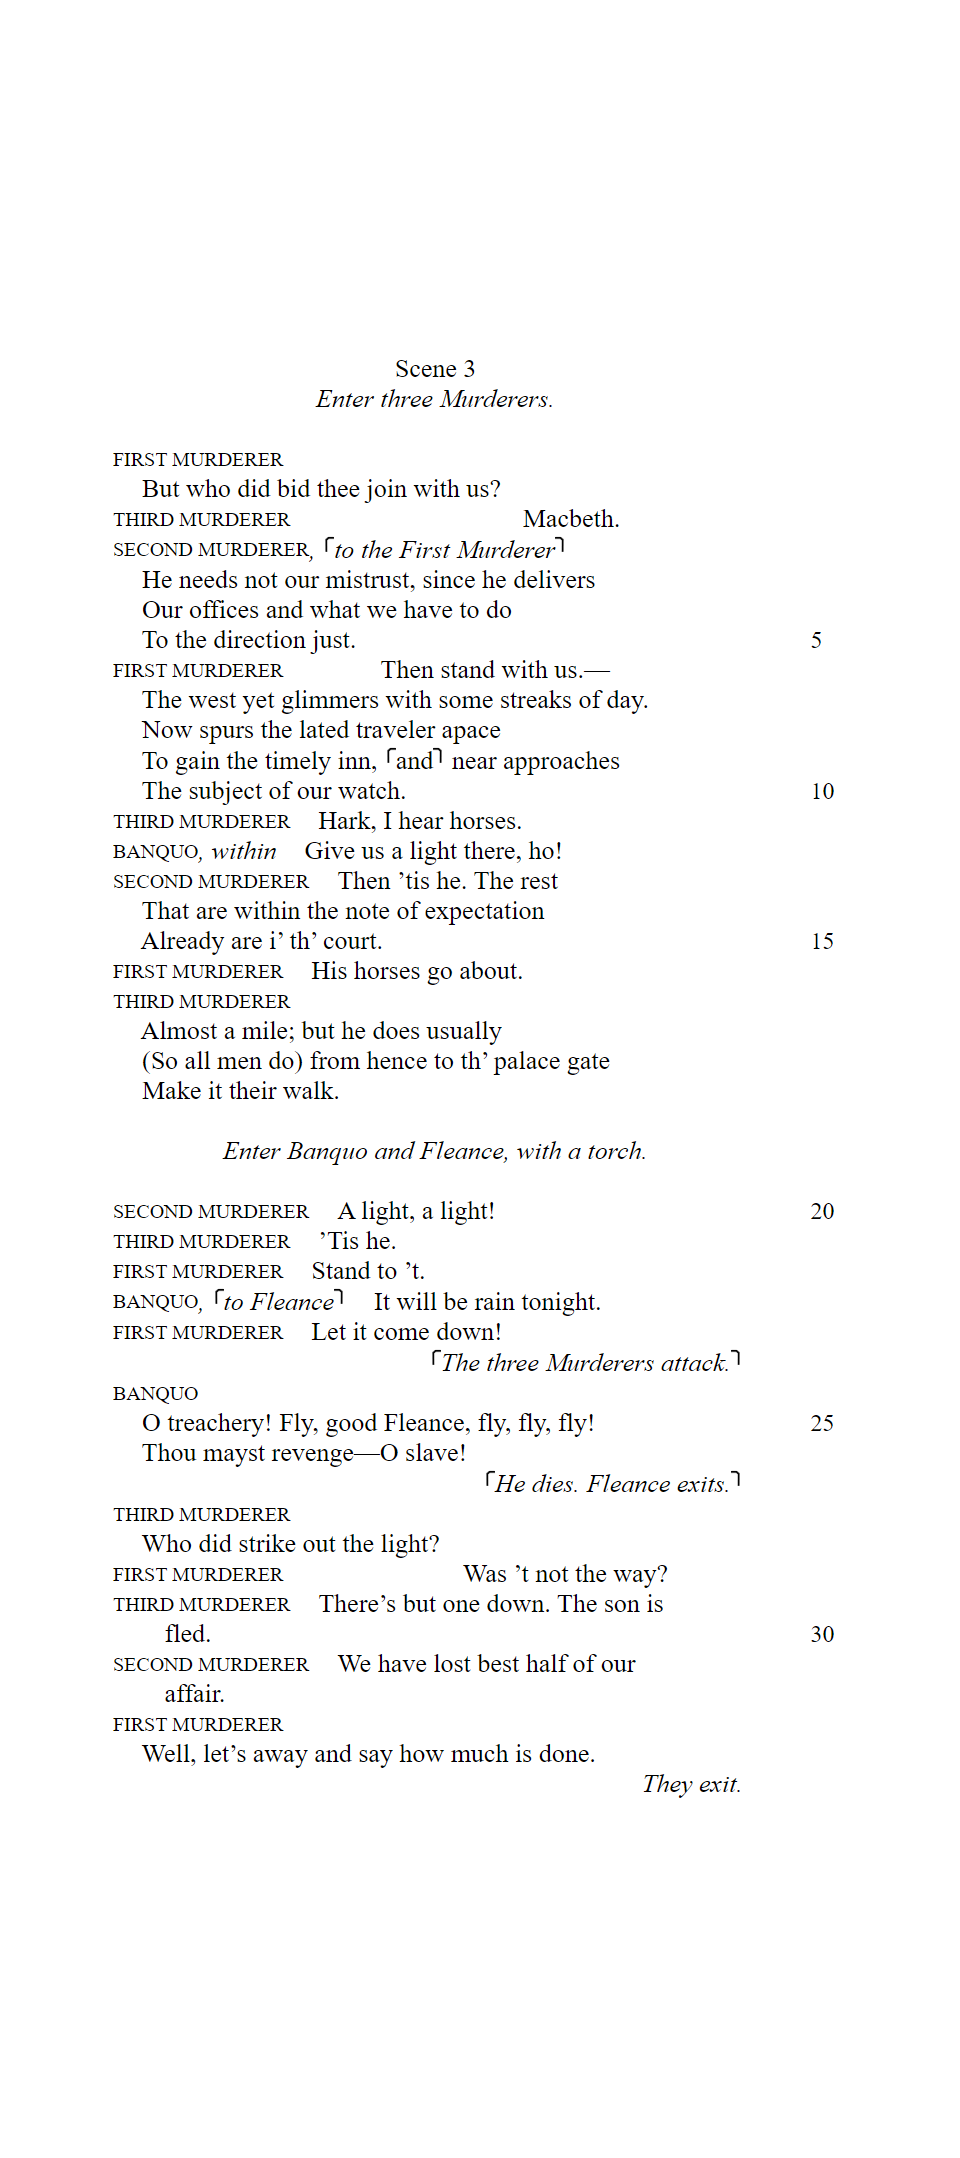 Scene 3
Enter three Murderers.
FIRST MURDERER
But who did bid thee join with us?
THIRD MURDERER Macbeth.
SECOND MURDERER, ⌜to the First Murderer⌝
He needs not our mistrust, since he delivers
Our offices and what we have to do
To the direction just. 5
FIRST MURDERER Then stand with us.—
The west yet glimmers with some streaks of day.
Now spurs the lated traveler apace
To gain the timely inn, ⌜and⌝ near approaches
The subject of our watch. 10
THIRD MURDERER Hark, I hear horses.
BANQUO, within Give us a light there, ho!
SECOND MURDERER Then ’tis he. The rest
That are within the note of expectation
Already are i’ th’ court. 15
FIRST MURDERER His horses go about.
THIRD MURDERER
Almost a mile; but he does usually
(So all men do) from hence to th’ palace gate
Make it their walk.
Enter Banquo and Fleance, with a torch.
SECOND MURDERER A light, a light! 20
THIRD MURDERER ’Tis he.
FIRST MURDERER Stand to ’t.
BANQUO, ⌜to Fleance⌝ It will be rain tonight.
FIRST MURDERER Let it come down!
⌜The three Murderers attack.⌝
BANQUO
O treachery! Fly, good Fleance, fly, fly, fly! 25
Thou mayst revenge—O slave!
⌜He dies. Fleance exits.⌝
THIRD MURDERER
Who did strike out the light?
FIRST MURDERER Was ’t not the way?
THIRD MURDERER There’s but one down. The son is
fled. 30
SECOND MURDERER We have lost best half of our
affair.
FIRST MURDERER
Well, let’s away and say how much is done.
They exit.